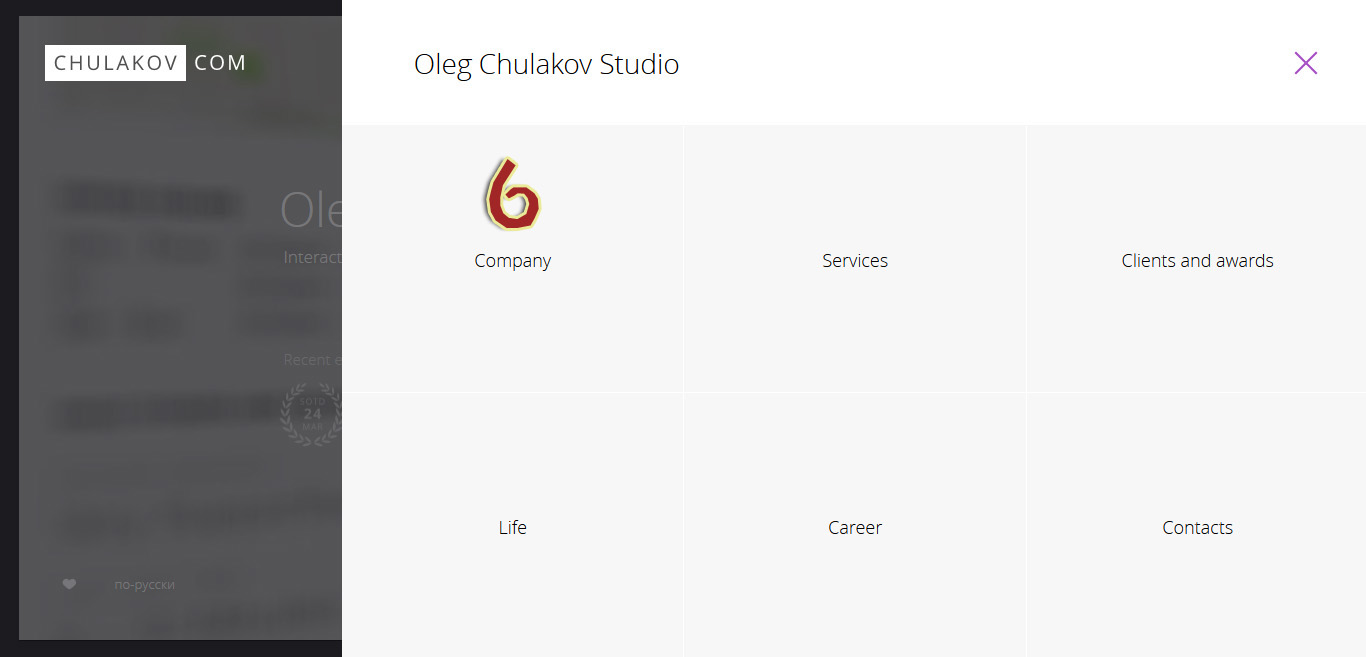 CHULAKOV COM
Oleg Chulakov Studio
6
Company
Services
Clients and awards
Life
Career
Contacts
Ole
Interact
Recent e
SOTD
24
MAR
по-русски